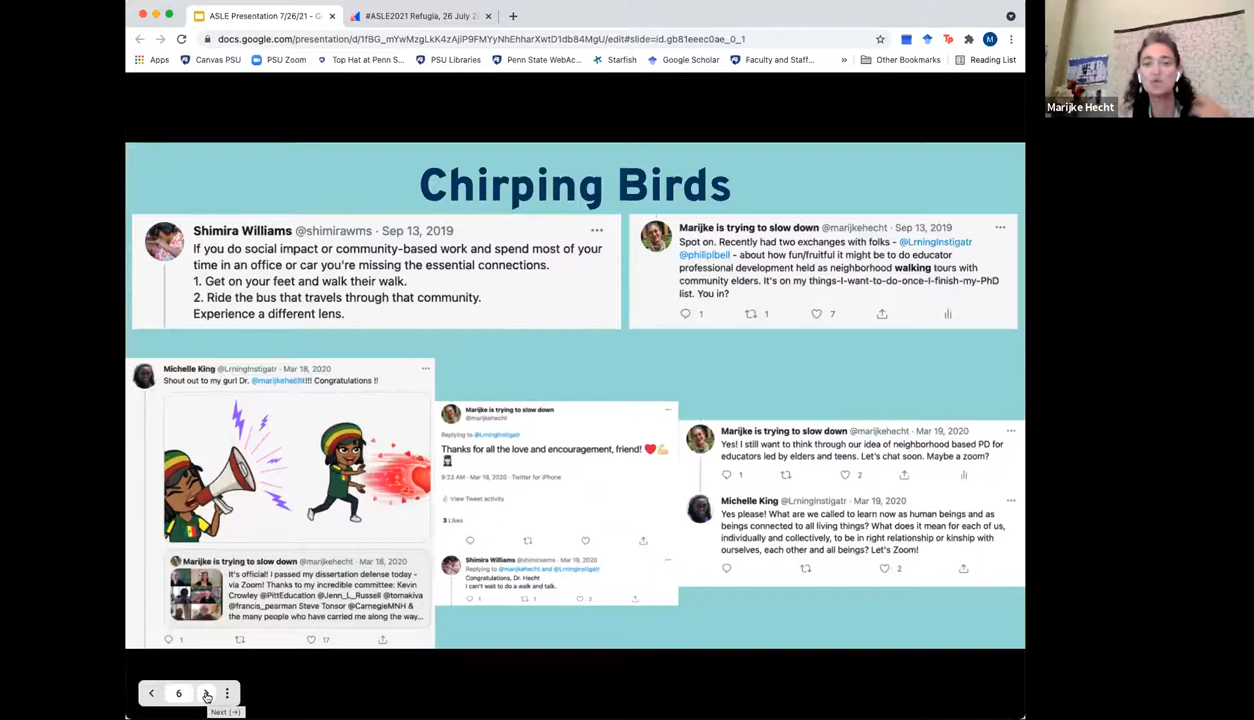 ASLE Presentation 7/26/21 - G
#ASLE2021 Refugia, 26 July 2
docs.google.com/presentation/d/1fBG_mYwMzgLkK4zAjiP9FMYyNhEhharXwtD1db84MgU/edit#slide=id.gb81eeec0ae_0_1
Apps
Canvas PSU
PSU Zoom
Top Hat at Penn S...
PSU Libraries
Penn State WebAc...
Starfish
Google Scholar
Faculty and Staff...
»
Other Bookmarks
Reading List
Marijke Hecht
Chirping Birds
Shimira Williams @shimirawms · Sep 13, 2019
If you do social impact or community-based work and spend most of your
time in an office or car you're missing the essential connections.
1. Get on your feet and walk their walk.
2. Ride the bus that travels through that community.
Experience a different lens.
Marijke is trying to slow down @marijkehecht · Sep 13, 2019
Spot on. Recently had two exchanges with folks - @LrningInstigatr
@philiplbell - about how fun/fruitful it might be to do educator
professional development held as neighborhood walking tours with
community elders. It's on my things-I-want-to-do-once-I-finish-my-PhD
list. You in?
1 1 7
Michelle King @LrningInstigatr · Mar 18, 2020
Shout out to my gurl Dr. @marijkehecht!!! Congratulations !!
Marijke is trying to slow down @marijkehecht · Mar 18, 2020
It's official! I passed my dissertation defense today -
via Zoom! Thanks to my incredible committee: Kevin
Crowley @PittEducation @Jenn_L_Russell @tomakiva
@francis_pearman Steve Tonsor @CarnegieMNH &
the many people who have carried me along the way...
1 17
Marijke is trying to slow down
@marijkehecht
Replying to @LrningInstigatr
Thanks for all the love and encouragement, friend! ❤️💪
9:23 AM · Mar 19, 2020 · Twitter for iPhone
View Tweet activity
3 Likes
Shimira Williams @shimirawms · Mar 19, 2020
Replying to @marijkehecht and @LrningInstigatr
Congratulations, Dr. Hecht
I can't wait to do a walk and talk.
1 1 2
Marijke is trying to slow down @marijkehecht · Mar 19, 2020
Yes! I still want to think through our idea of neighborhood based PD for
educators led by elders and teens. Let's chat soon. Maybe a zoom?
1 2
Michelle King @LrningInstigatr · Mar 19, 2020
Yes please! What are we called to learn now as human beings and as
beings connected to all living things? What does it mean for each of us,
individually and collectively, to be in right relationship or kinship with
ourselves, each other and all beings? Let's Zoom!
2
6
Next (→)